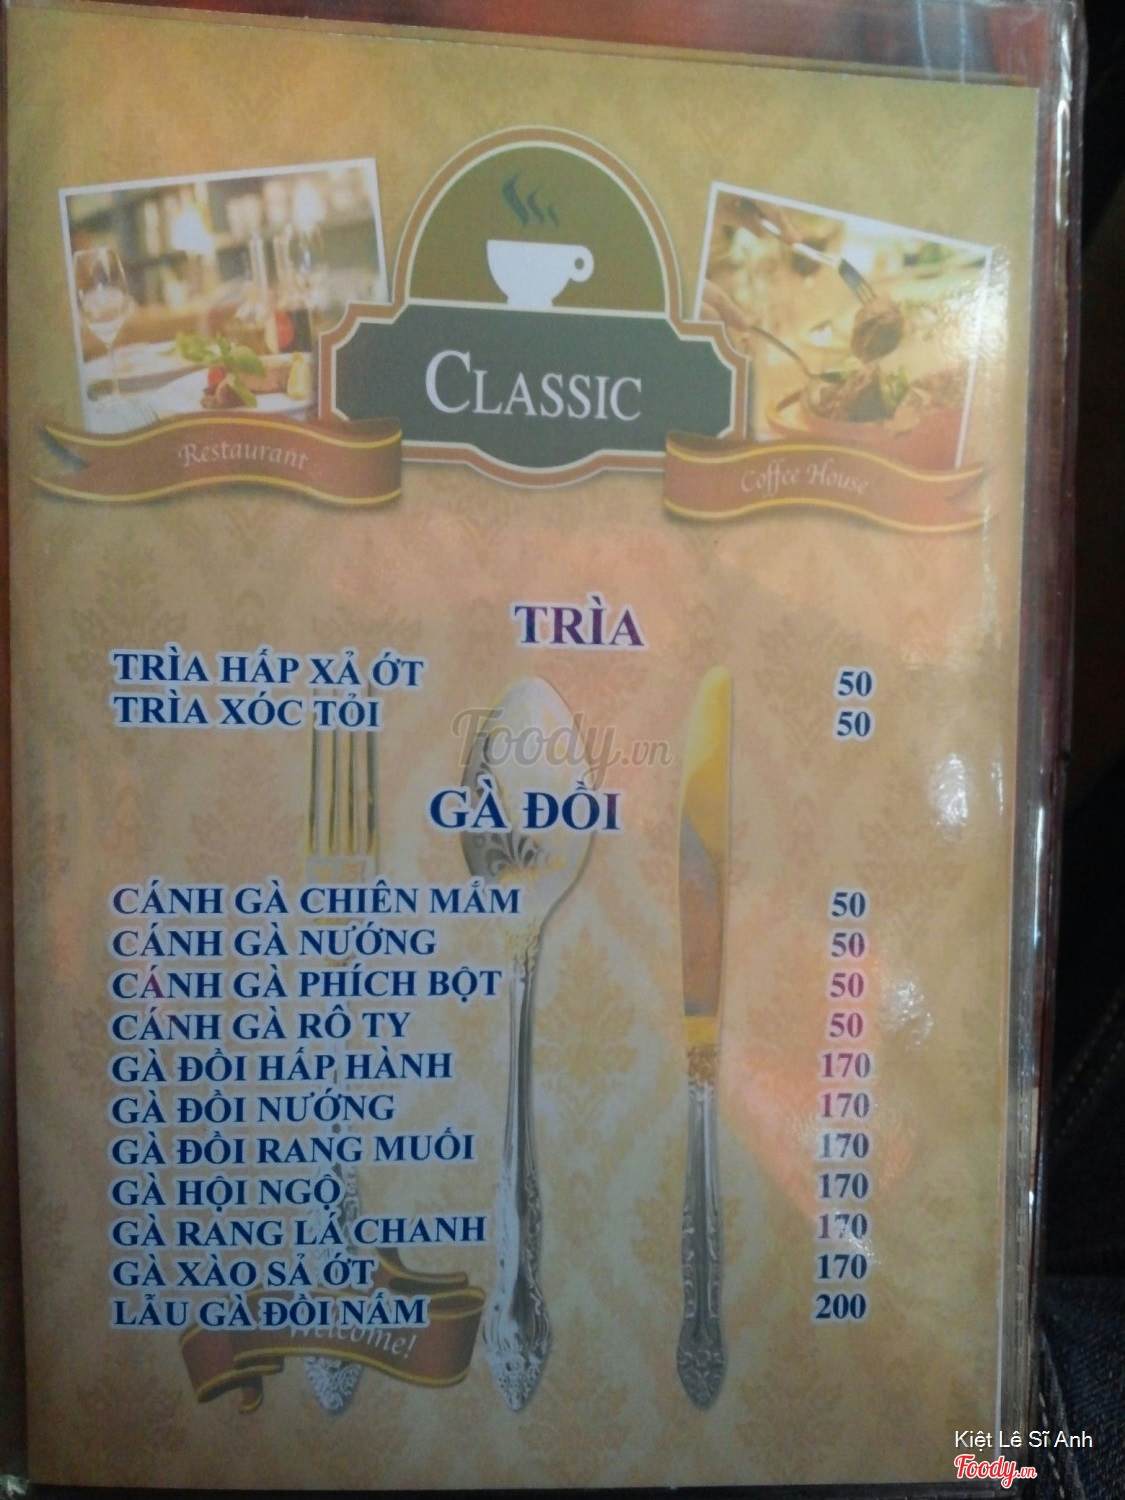 CLASSIC
Restaurant
Coffee House
TRÌA
TRÌA HẤP XẢ ỚT 50
TRÌA XÓC TỎI 50
Foody.vn
GÀ ĐỒI
CÁNH GÀ CHIÊN MẮM 50
CÁNH GÀ NƯỚNG 50
CÁNH GÀ PHÍCH BỘT 50
CÁNH GÀ RÔ TY 50
GÀ ĐỒI HẤP HÀNH 170
GÀ ĐỒI NƯỚNG 170
GÀ ĐỒI RANG MUỐI 170
GÀ HỘI NGỘ 170
GÀ RANG LÁ CHANH 170
GÀ XÀO SẢ ỚT 170
LẪU GÀ ĐỒI NẤM 200
Welcome!
Kiệt Lê Sĩ Anh
Foody.vn